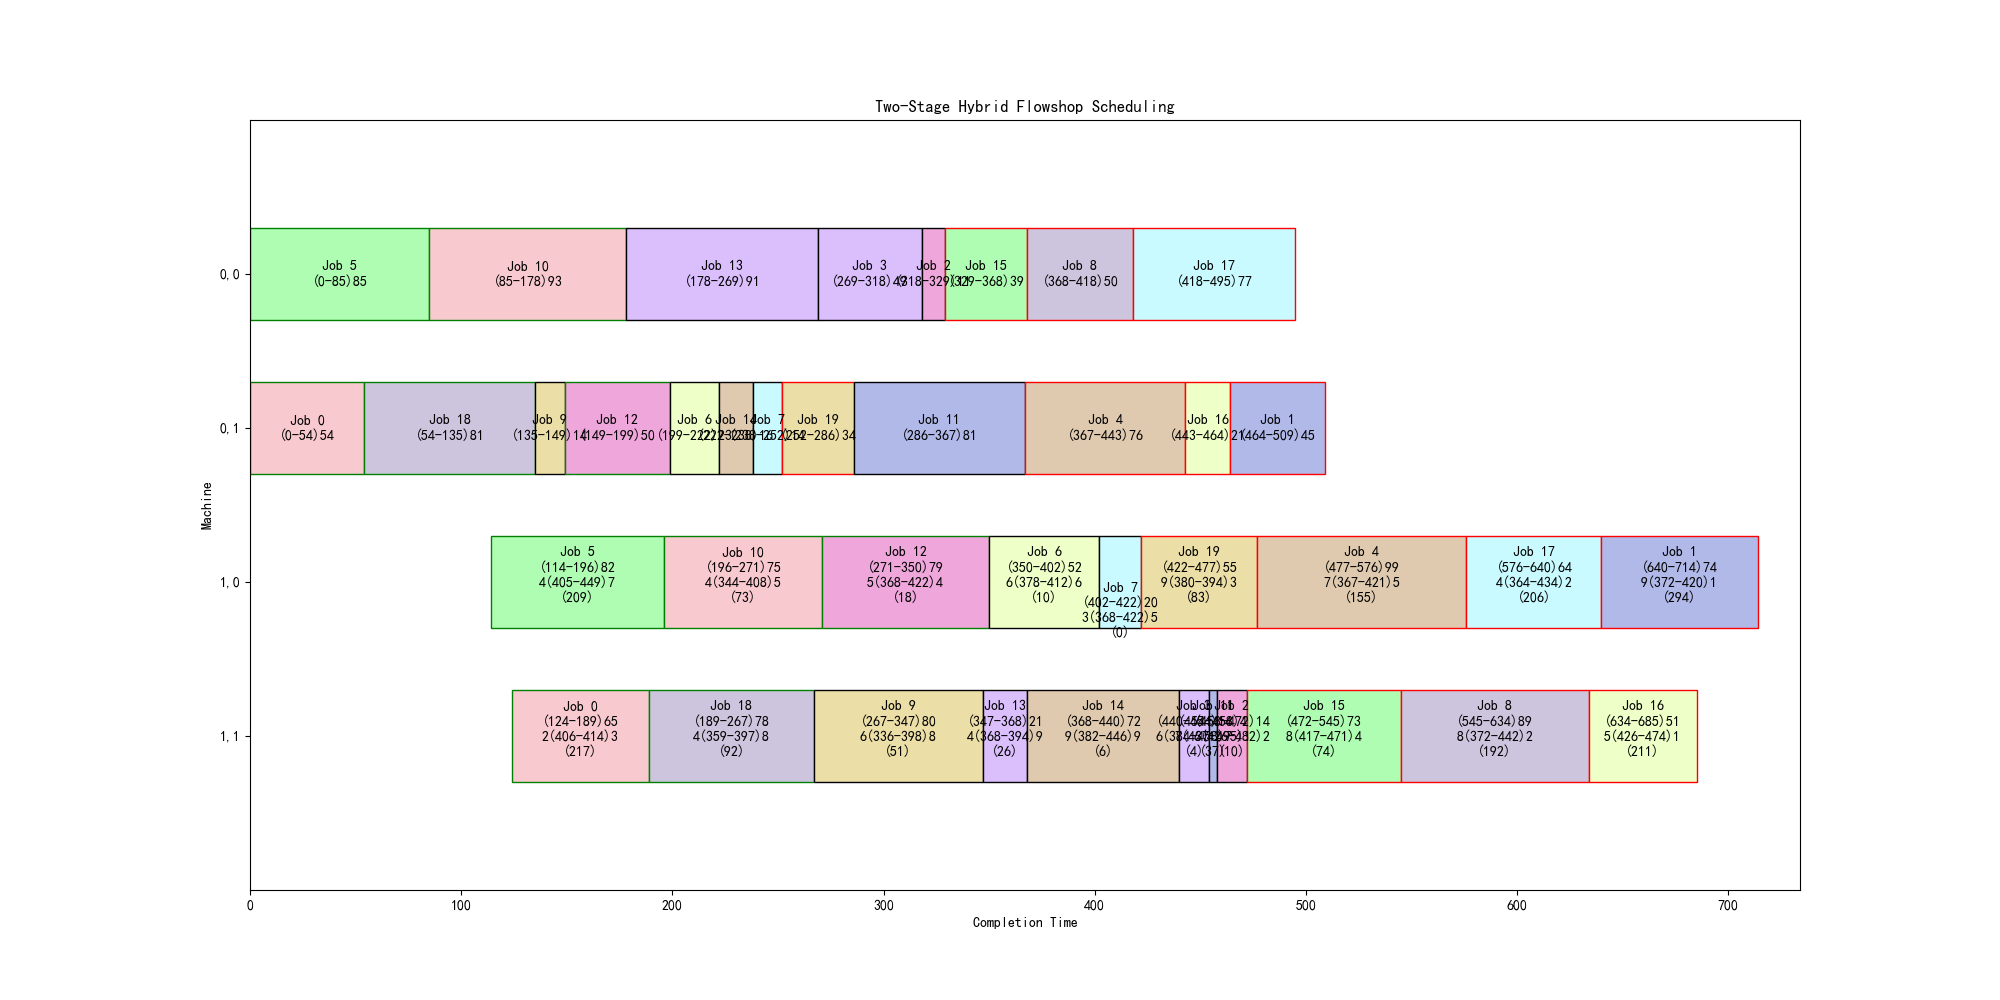 Two-Stage Hybrid Flowshop Scheduling
Machine
0,0
Job 5
(0-85)85
Job 10
(85-178)93
Job 13
(178-269)91
Job 3
(269-318)49
Job 2
(318-329)11
Job 15
(329-368)39
Job 8
(368-418)50
Job 17
(418-495)77
0,1
Job 0
(0-54)54
Job 18
(54-135)81
Job 9
(135-149)14
Job 12
(149-199)50
Job 6
(199-222)23
Job 14
(222-238)16
Job 7
(238-252)14
Job 19
(252-286)34
Job 11
(286-367)81
Job 4
(367-443)76
Job 16
(443-464)21
Job 1
(464-509)45
1,0
Job 5
(114-196)82
4(405-449)7
(209)
Job 10
(196-271)75
4(344-408)5
(73)
Job 12
(271-350)79
5(368-422)4
(18)
Job 6
(350-402)52
6(378-412)6
(10)
Job 7
(402-422)20
3(368-422)5
(0)
Job 19
(422-477)55
9(380-394)3
(83)
Job 4
(477-576)99
7(367-421)5
(155)
Job 17
(576-640)64
4(364-434)2
(206)
Job 1
(640-714)74
9(372-420)1
(294)
1,1
Job 0
(124-189)65
2(406-414)3
(217)
Job 18
(189-267)78
4(359-397)8
(92)
Job 9
(267-347)80
6(336-398)8
(51)
Job 13
(347-368)21
4(368-394)9
(26)
Job 14
(368-440)72
9(382-446)9
(6)
Job 3
(4)
Job 11
(37)
Job 2
(10)
Job 15
(472-545)73
8(417-471)4
(74)
Job 8
(545-634)89
8(372-442)2
(192)
Job 16
(634-685)51
5(426-474)1
(211)
0
100
200
300
400
500
600
700
Completion Time